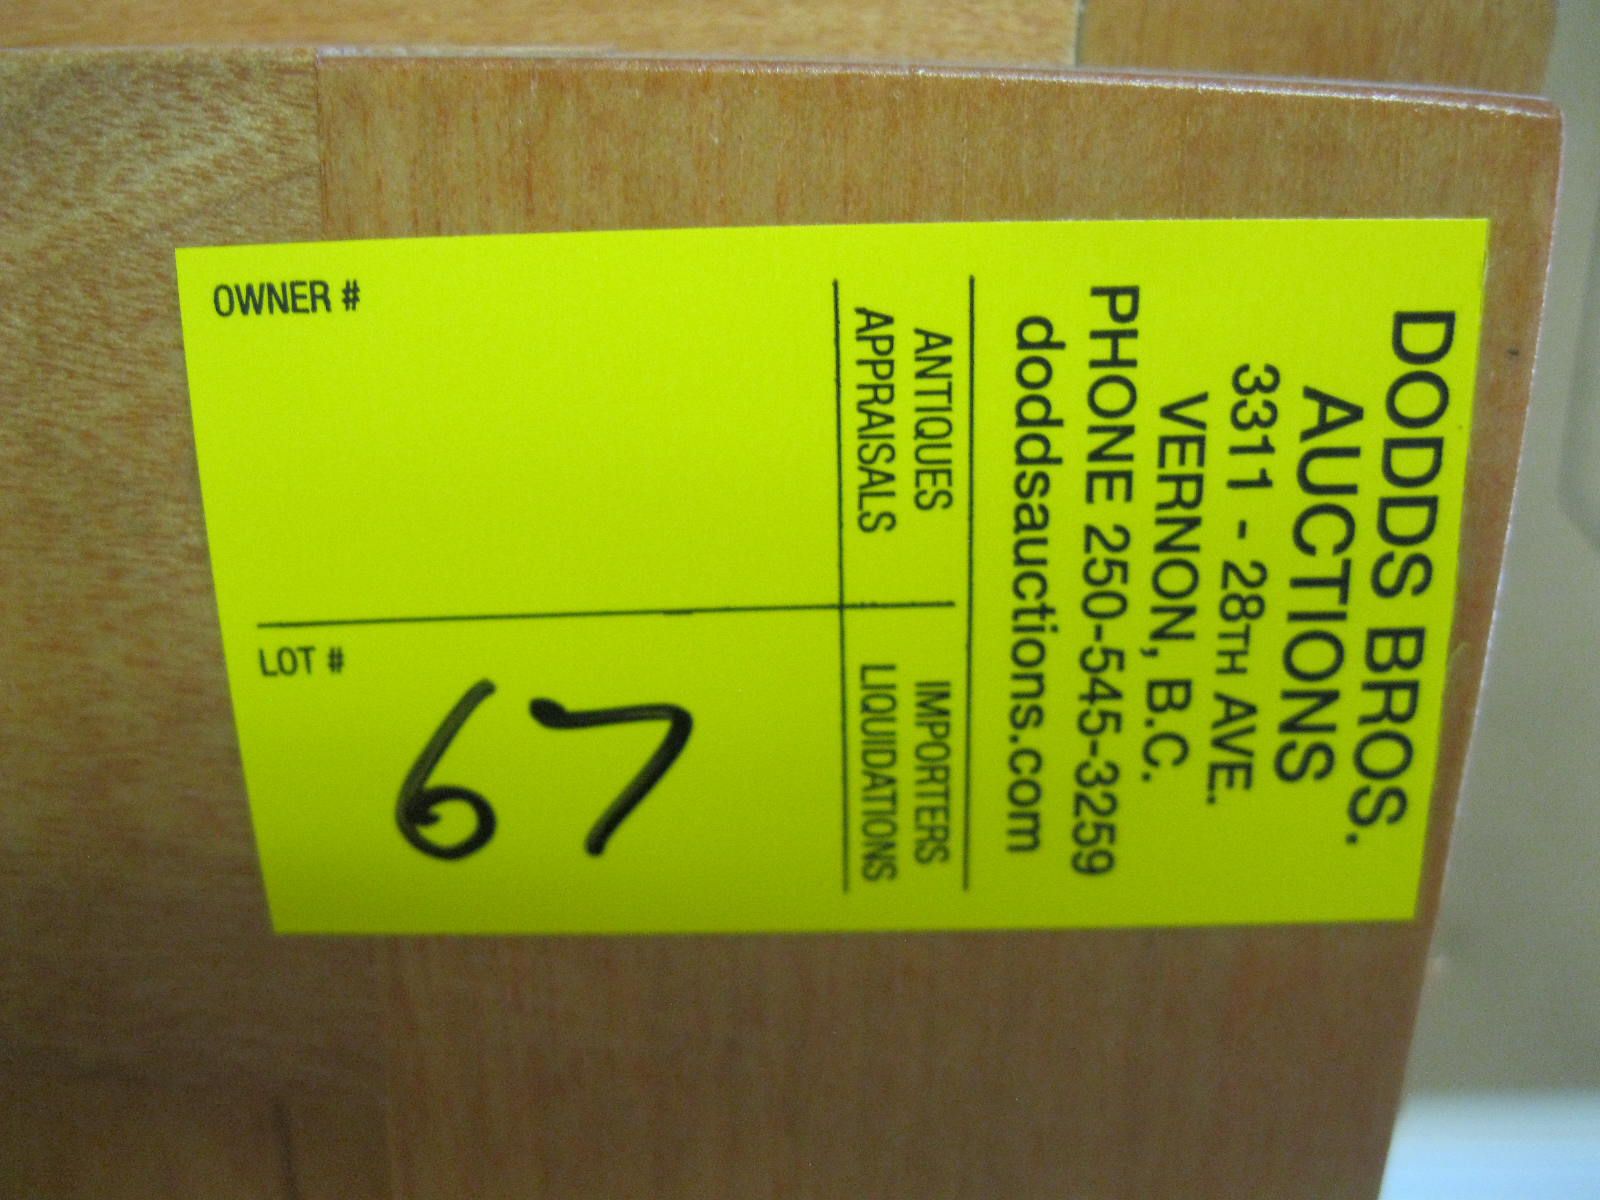 DODDS BROS.
AUCTIONS
3311 - 28TH AVE.
VERNON, B.C.
PHONE 250-545-3259
doddsauctions.com
ANTIQUES IMPORTERS
APPRAISALS LIQUIDATIONS
OWNER #
LOT #
67